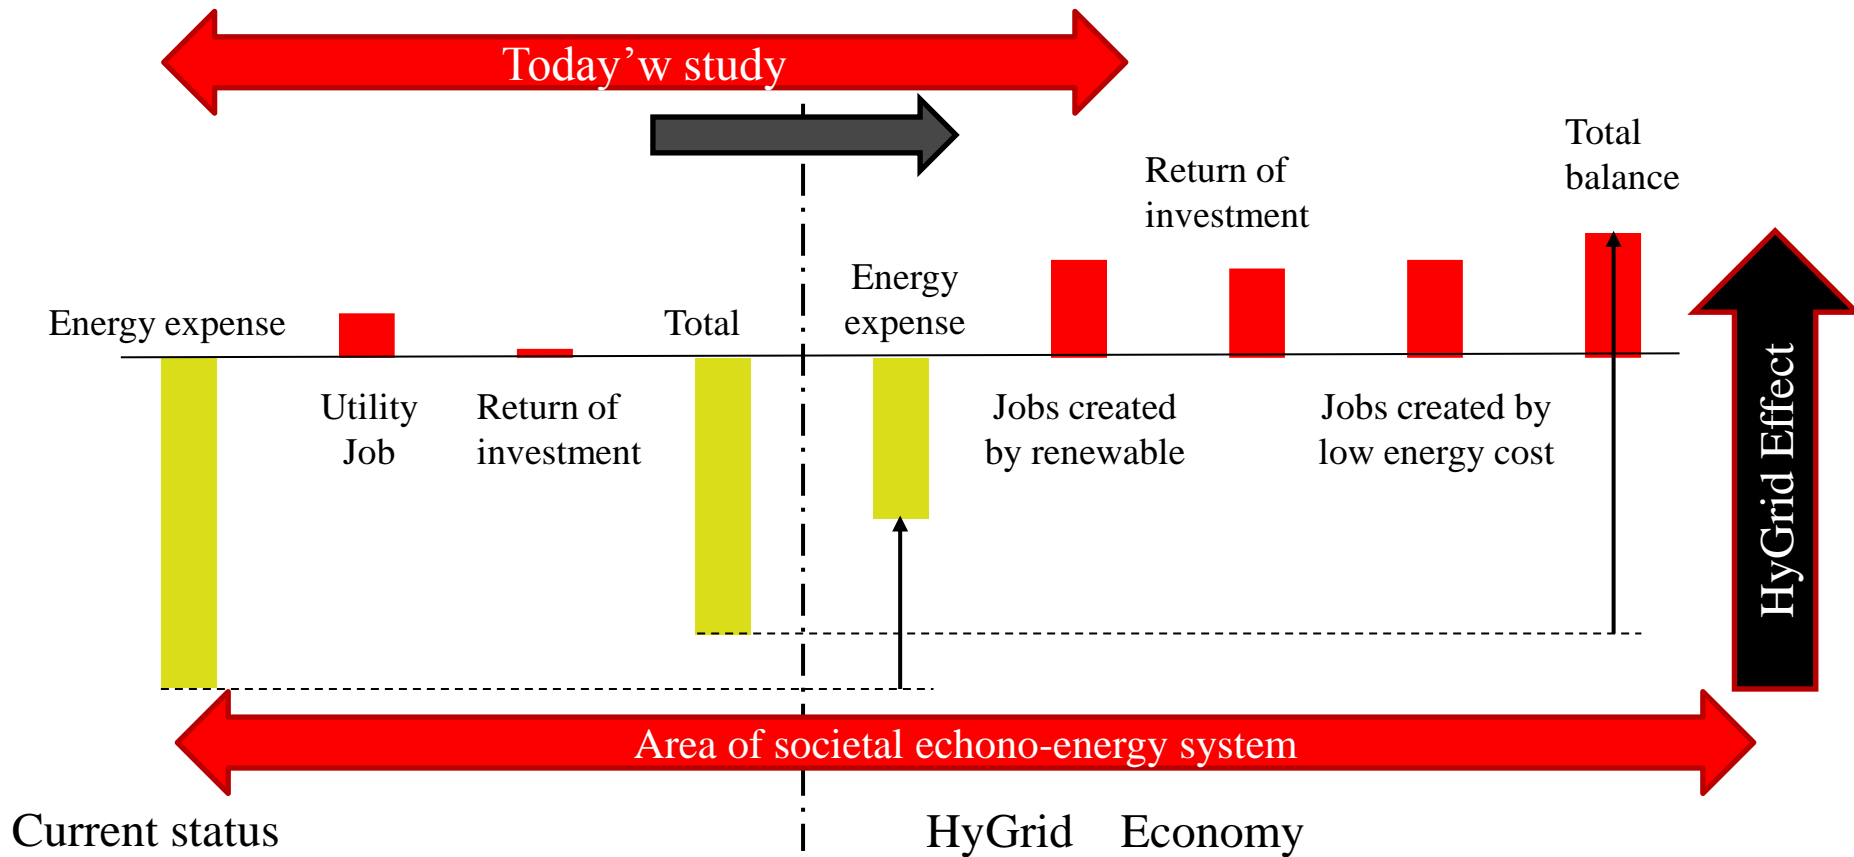 Today’w study
Total
balance
Return of
investment
Energy
expense
Energy expense
Total
Utility
Job
Return of
investment
Jobs created
by renewable
Jobs created by
low energy cost
HyGrid Effect
Area of societal echono-energy system
Current status
HyGrid Economy